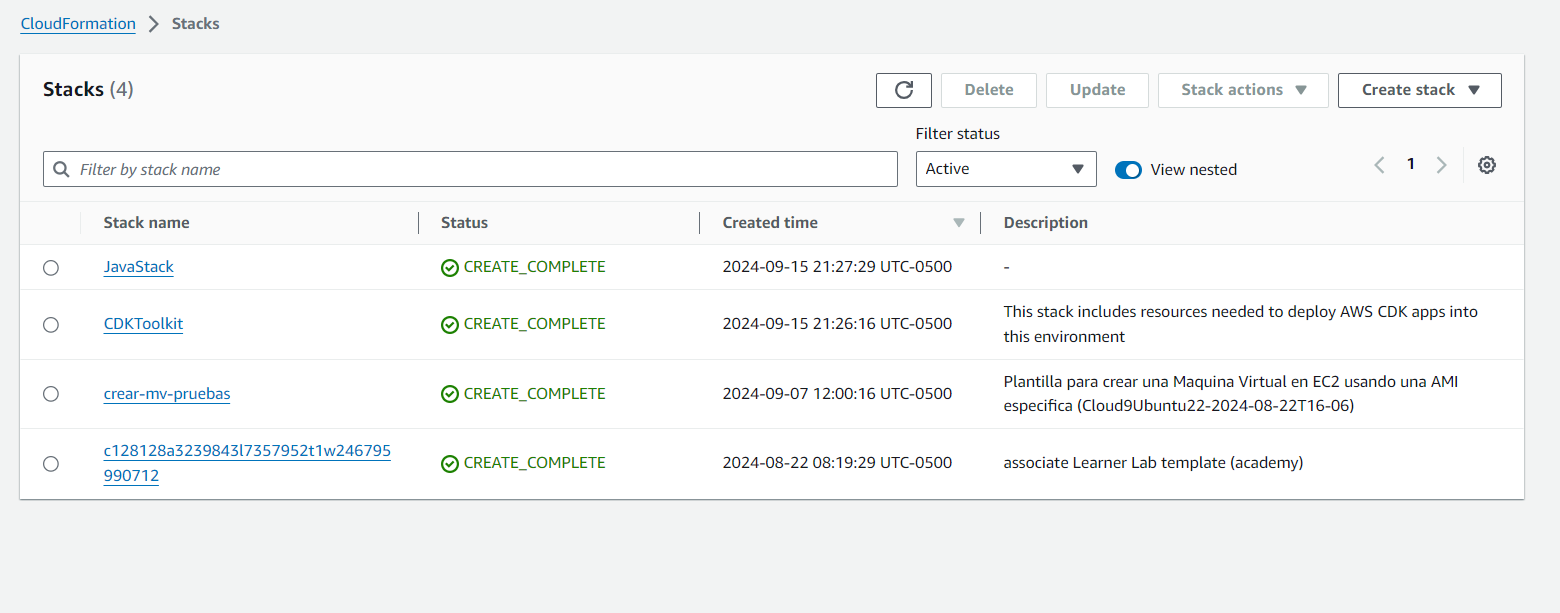 CloudFormation > Stacks
Stacks (4)
Delete
Update
Stack actions
Create stack
Filter status
Filter by stack name
Active
View nested
1
Stack name
Status
Created time
Description
JavaStack
CREATE_COMPLETE
2024-09-15 21:27:29 UTC-0500
-
CDKToolkit
CREATE_COMPLETE
2024-09-15 21:26:16 UTC-0500
This stack includes resources needed to deploy AWS CDK apps into
this environment
crear-mv-pruebas
CREATE_COMPLETE
2024-09-07 12:00:16 UTC-0500
Plantilla para crear una Maquina Virtual en EC2 usando una AMI
especifica (Cloud9Ubuntu22-2024-08-22T16-06)
c128128a3239843l7357952t1w246795
990712
CREATE_COMPLETE
2024-08-22 08:19:29 UTC-0500
associate Learner Lab template (academy)